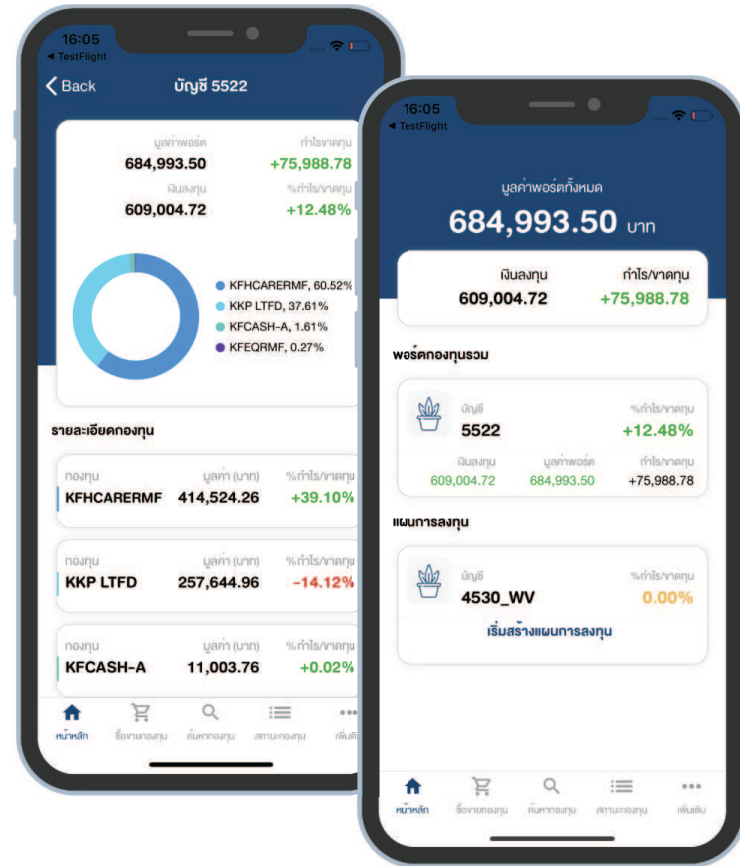 16:05
◀ TestFlight
Back
บัญชี 5522
มูลค่าพอร์ต
กำไรขาดทุน
684,993.50
+75,988.78
เงินลงทุน
%กำไร/ขาดทุน
609,004.72
+12.48%
KFHCARERMF, 60.52%
KKP LTFD, 37.61%
KFCASH-A, 1.61%
KFEQRMF, 0.27%
รายละเอียดกองทุน
กองทุน
มูลค่า (บาท)
%กำไร/ขาดทุน
KFHCARERMF
414,524.26
+39.10%
กองทุน
มูลค่า (บาท)
%กำไร/ขาดทุน
KKP LTFD
257,644.96
-14.12%
กองทุน
มูลค่า (บาท)
%กำไร/ขาดทุน
KFCASH-A
11,003.76
+0.02%
หน้าหลัก
ซื้อขายกองทุน
ค้นหากองทุน
สถานะกองทุน
16:05
◀ TestFlight
มูลค่าพอร์ตทั้งหมด
684,993.50 บาท
เงินลงทุน
กำไร/ขาดทุน
609,004.72
+75,988.78
พอร์ตกองทุนรวม
บัญชี
%กำไร/ขาดทุน
5522
+12.48%
เงินลงทุน
มูลค่าพอร์ต
กำไร/ขาดทุน
609,004.72
684,993.50
+75,988.78
แผนการลงทุน
บัญชี
%กำไร/ขาดทุน
4530_WV
0.00%
เริ่มสร้างแผนการลงทุน
หน้าหลัก
ซื้อขายกองทุน
ค้นหากองทุน
สถานะกองทุน
เพิ่มเติม